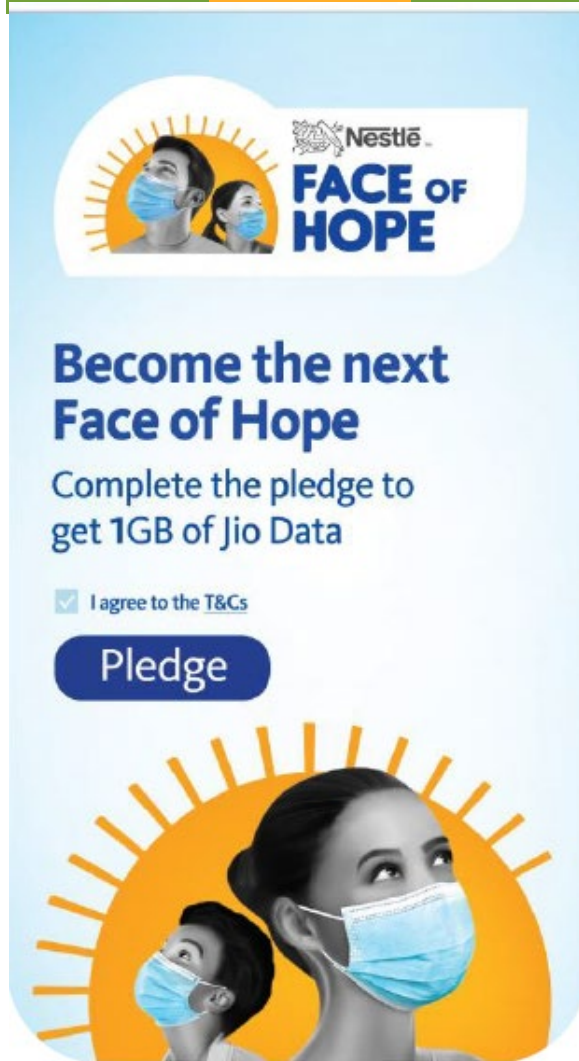 Nestlē
FACE OF
HOPE
Become the next
Face of Hope
Complete the pledge to
get 1GB of Jio Data
I agree to the T&Cs
Pledge